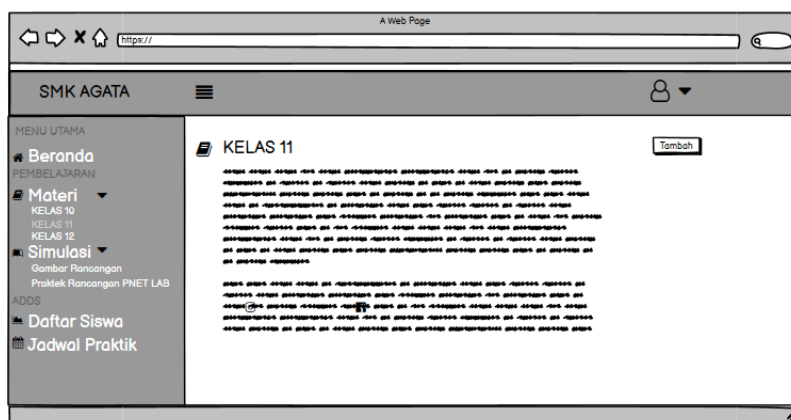 A Web Page
https://
SMK AGATA
MENU UTAMA
Beranda
PEMBELAJARAN
Materi
KELAS 10
KELAS 11
KELAS 12
Simulasi
Gambar Rancangan
Praktek Rancangan PNET LAB
ADDS
Daftar Siswa
Jadwal Praktik
KELAS 11
Tambah